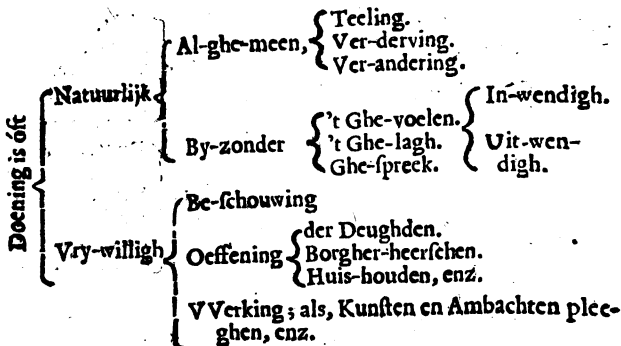 Doening is óft
Natuurlijk
Al-ghe-meen,
Teeling.
Ver-derving.
Ver-andering.
By-zonder
't Ghe-voelen.
't Ghe-lagh.
Ghe-ſpreek.
In-wendigh.
Uit-wen-
digh.
Vry-willigh
Be-ſchouwing
Oeffening
der Deughden.
Borgher-heerſchen.
Huis-houden, enz.
VVerking; als, Kunſten en Ambachten plee-
ghen, enz.